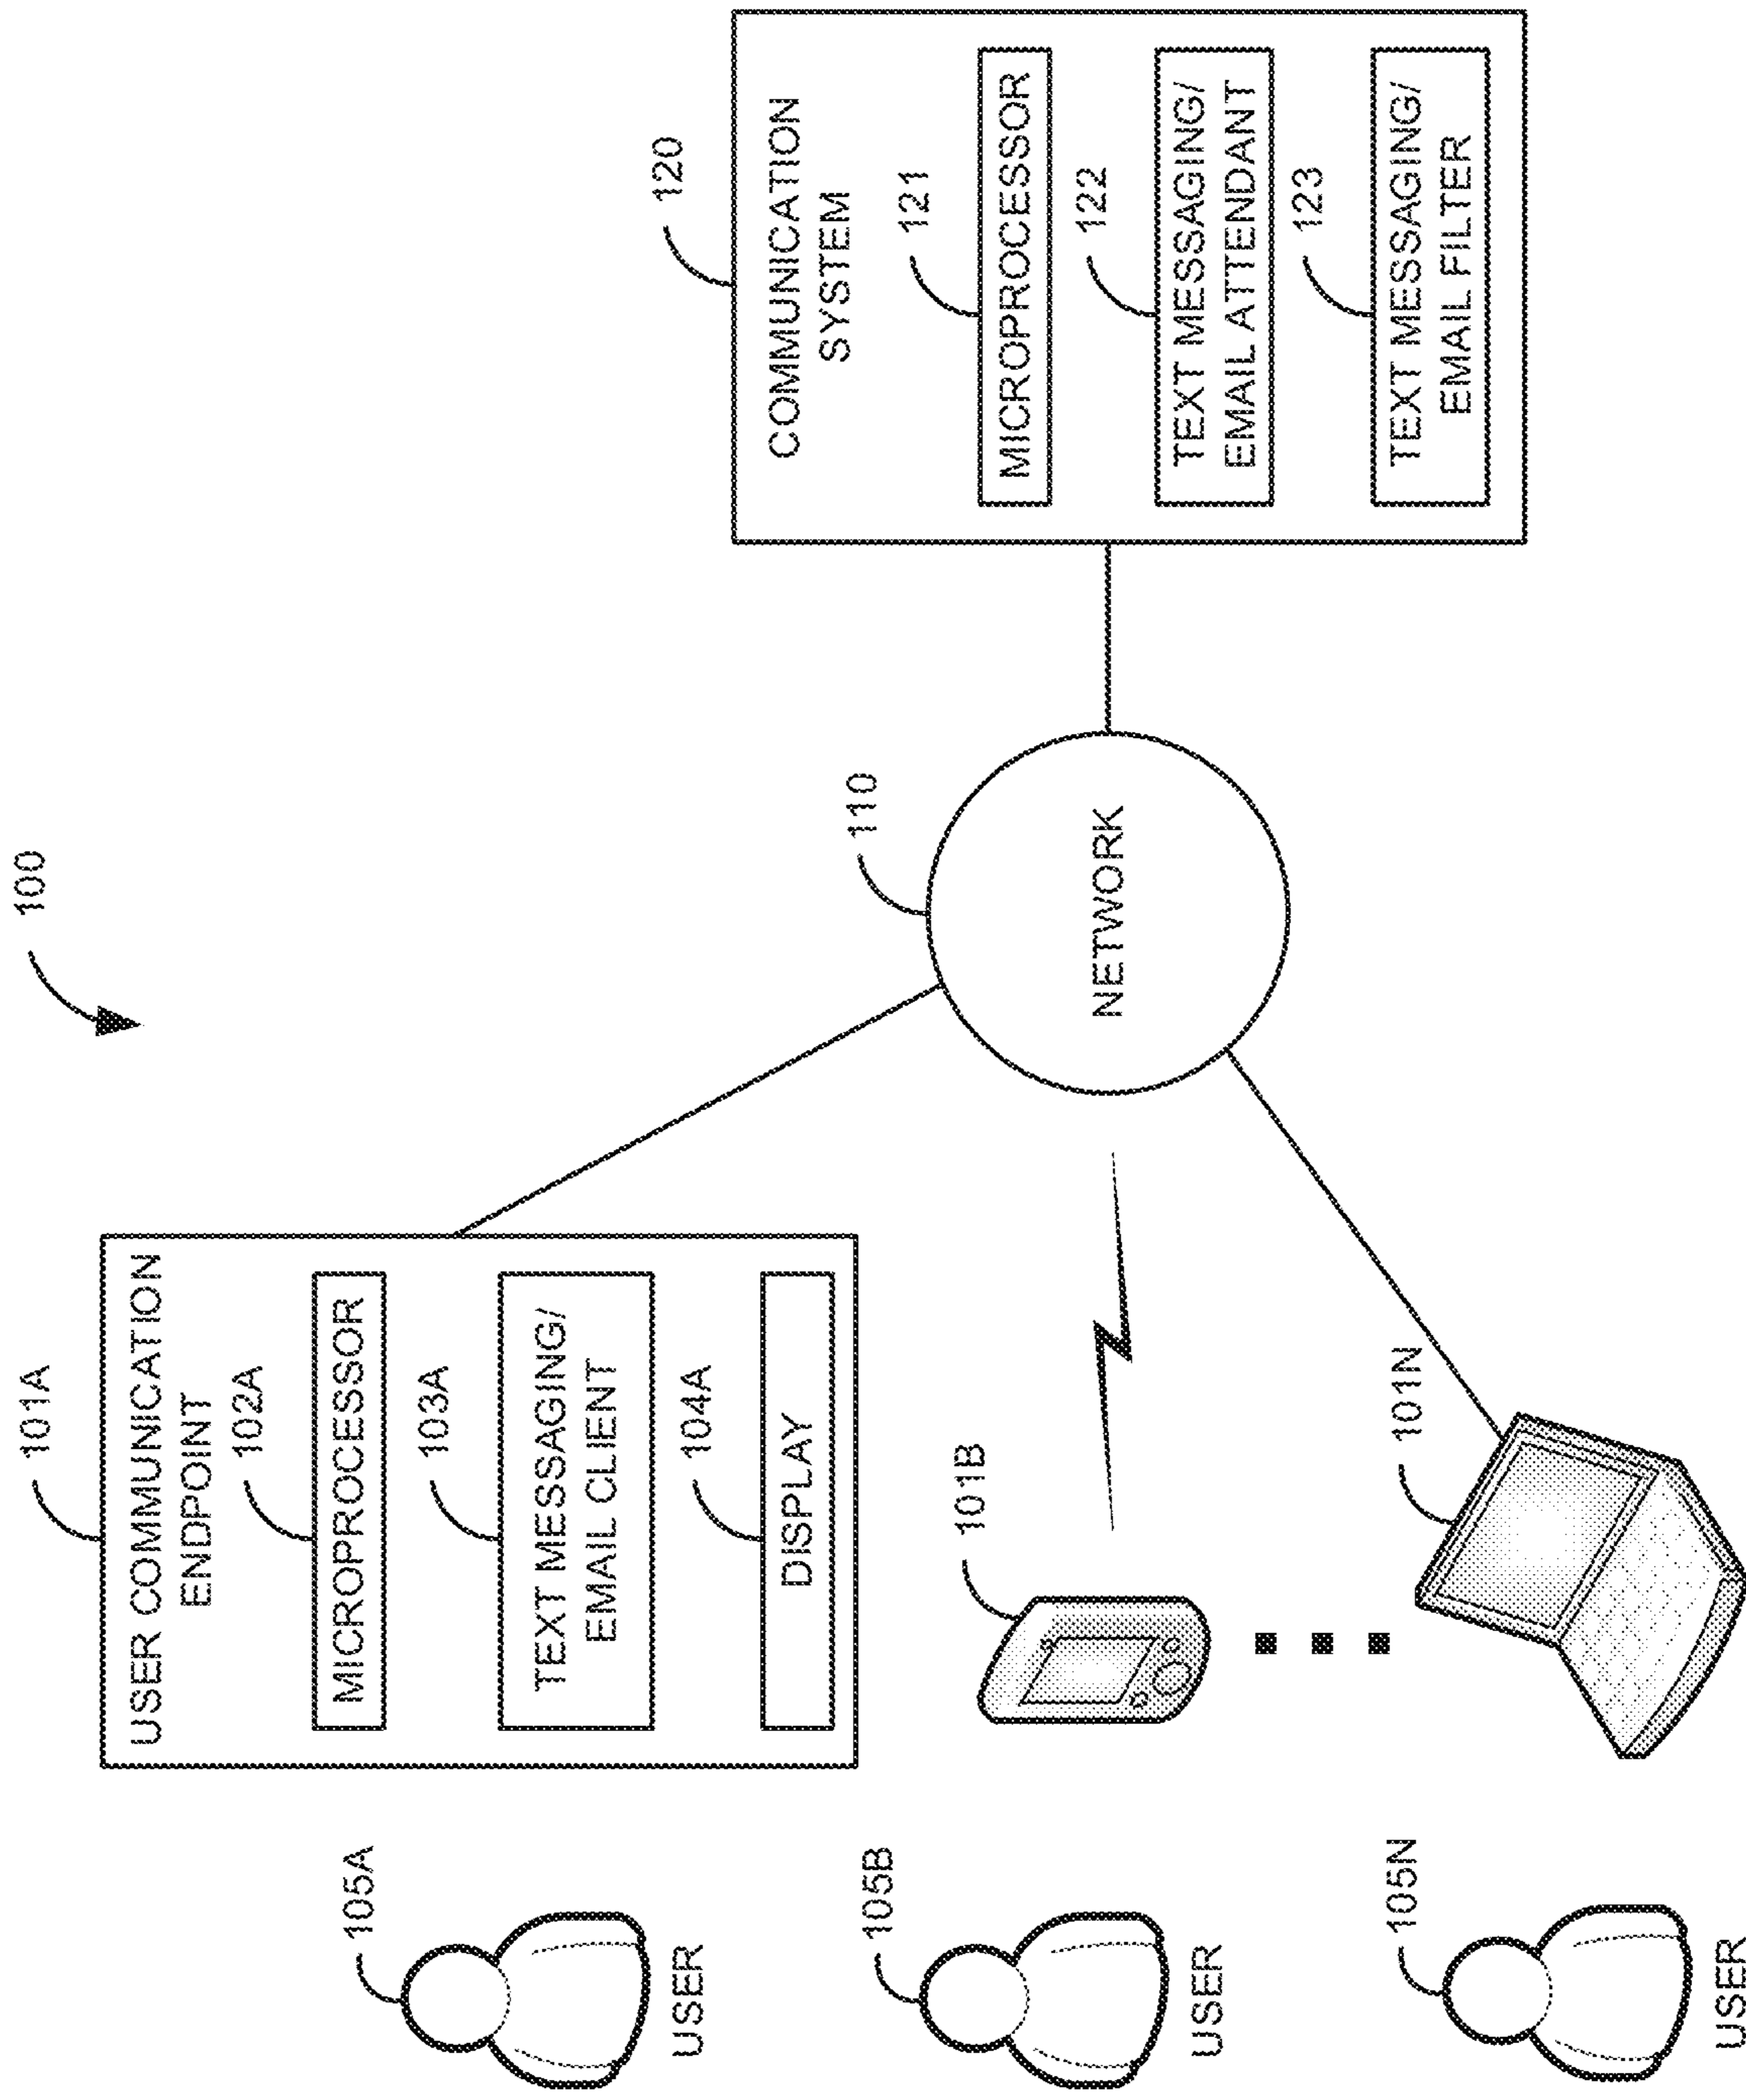 100
101A
USER COMMUNICATION
ENDPOINT
102A
MICROPROCESSOR
103A
TEXT MESSAGING/
EMAIL CLIENT
104A
DISPLAY
105A
USER
101B
105B
USER
101N
105N
USER
110
NETWORK
120
COMMUNICATION
SYSTEM
121
MICROPROCESSOR
122
TEXT MESSAGING/
EMAIL ATTENDANT
123
TEXT MESSAGING/
EMAIL FILTER